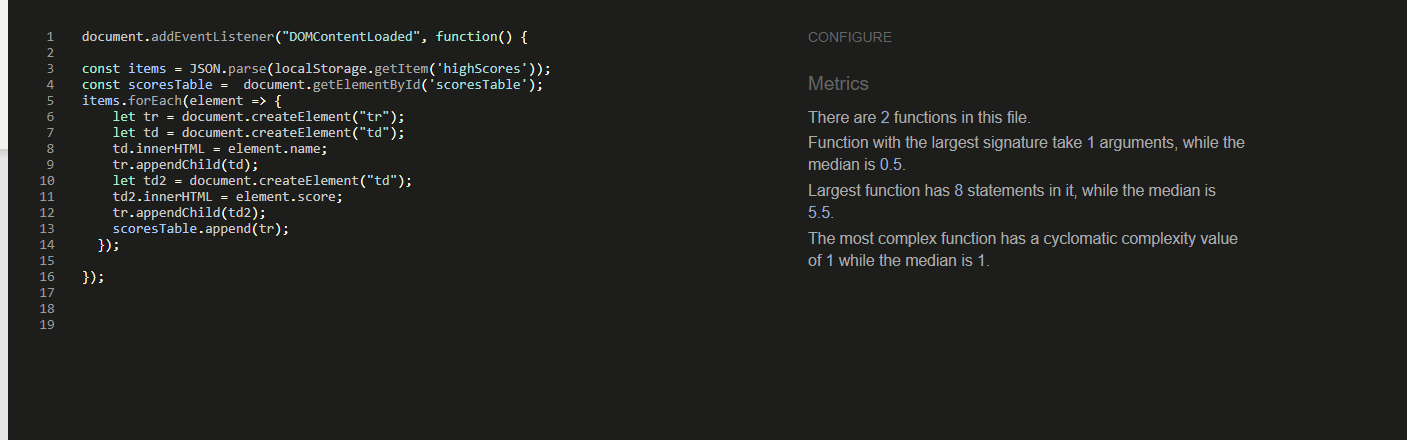 1 document.addEventListener("DOMContentLoaded", function() {
2
3 const items = JSON.parse(localStorage.getItem('highScores'));
4 const scoresTable =  document.getElementById('scoresTable');
5 items.forEach(element => {
6     let tr = document.createElement("tr");
7     let td = document.createElement("td");
8     td.innerHTML = element.name;
9     tr.appendChild(td);
10     let td2 = document.createElement("td");
11     td2.innerHTML = element.score;
12     tr.appendChild(td2);
13     scoresTable.append(tr);
14   });
15
16 });
17
18
19
CONFIGURE
Metrics
There are 2 functions in this file.
Function with the largest signature take 1 arguments, while the
median is 0.5.
Largest function has 8 statements in it, while the median is
5.5.
The most complex function has a cyclomatic complexity value
of 1 while the median is 1.